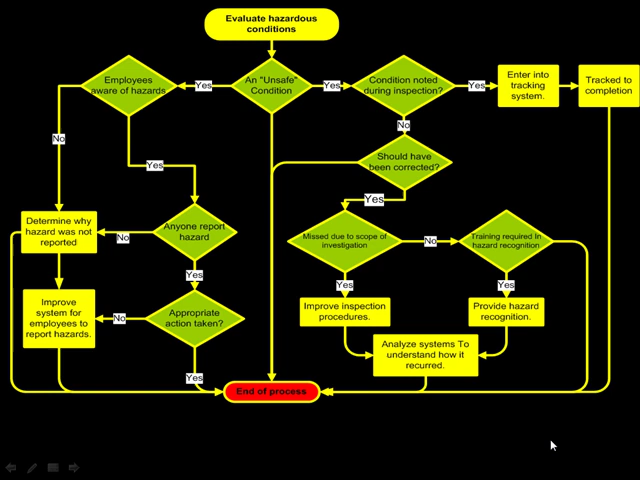 Evaluate hazardous
conditions
Employees
aware of hazards
Yes
An "Unsafe"
Condition
Yes
Condition noted
during inspection?
Yes
Enter into
tracking
system.
Tracked to
completion
No
No
Yes
Should have
been corrected?
Yes
Determine why
hazard was not
reported
No
Anyone report
hazard
Missed due to scope of
investigation
No
Training required In
hazard recognition
Yes
Yes
Yes
Improve
system for
employees to
report hazards.
No
Appropriate
action taken?
Improve inspection
procedures.
Provide hazard
recognition.
Analyze systems To
understand how it
recurred.
Yes
End of process